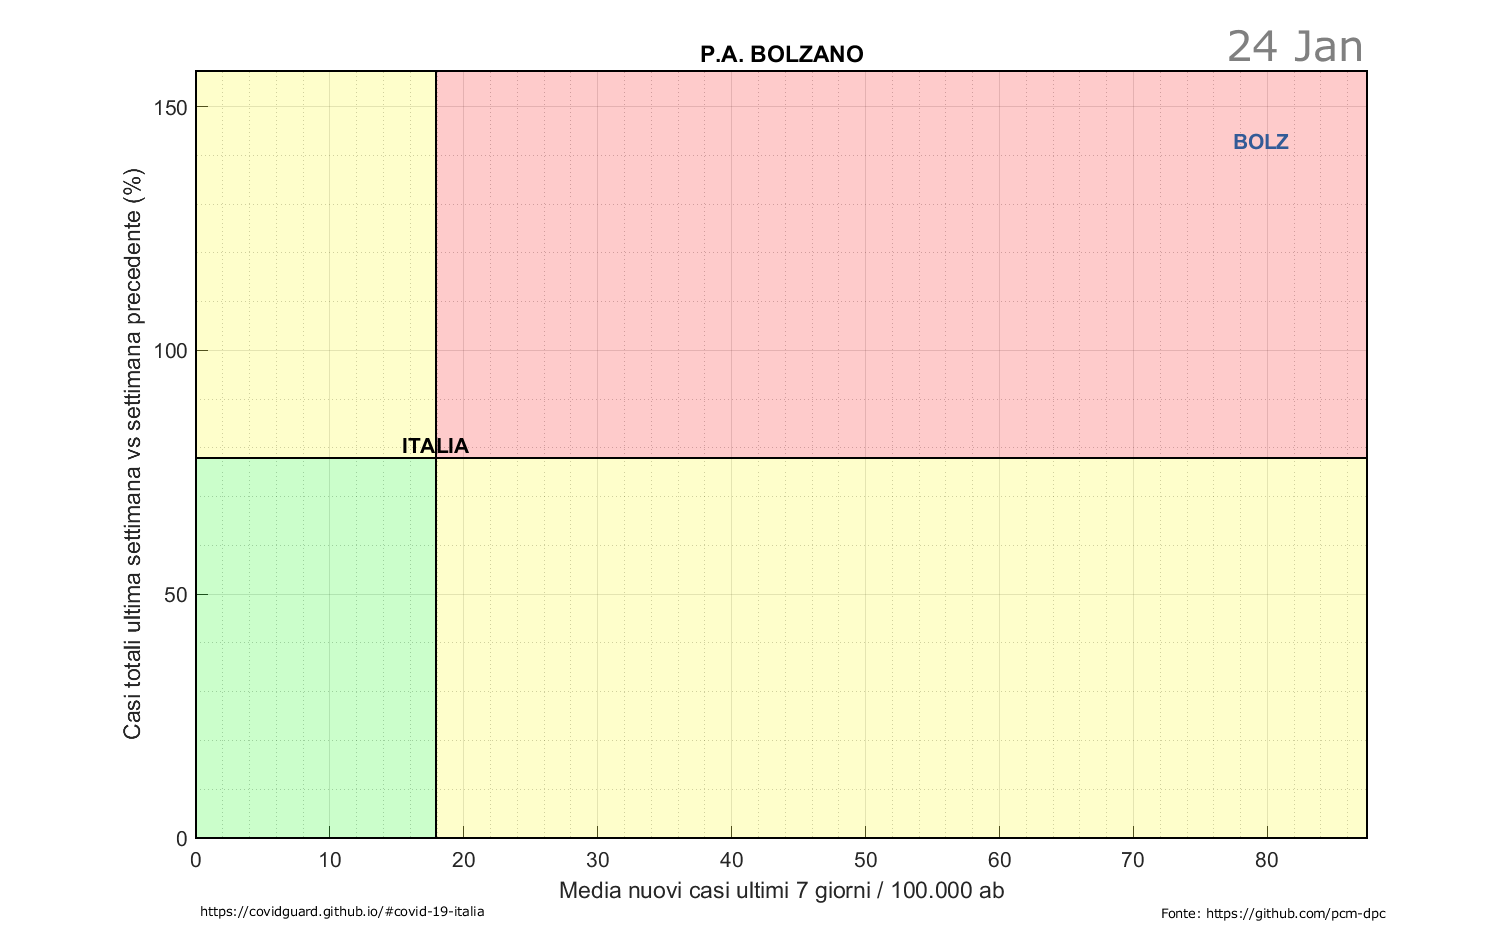 P.A. BOLZANO
24 Jan
Casi totali ultima settimana vs settimana precedente (%)
150
100
50
0
BOLZ
ITALIA
0 10 20 30 40 50 60 70 80
Media nuovi casi ultimi 7 giorni / 100.000 ab
https://covidguard.github.io/#covid-19-italia
Fonte: https://github.com/pcm-dpc